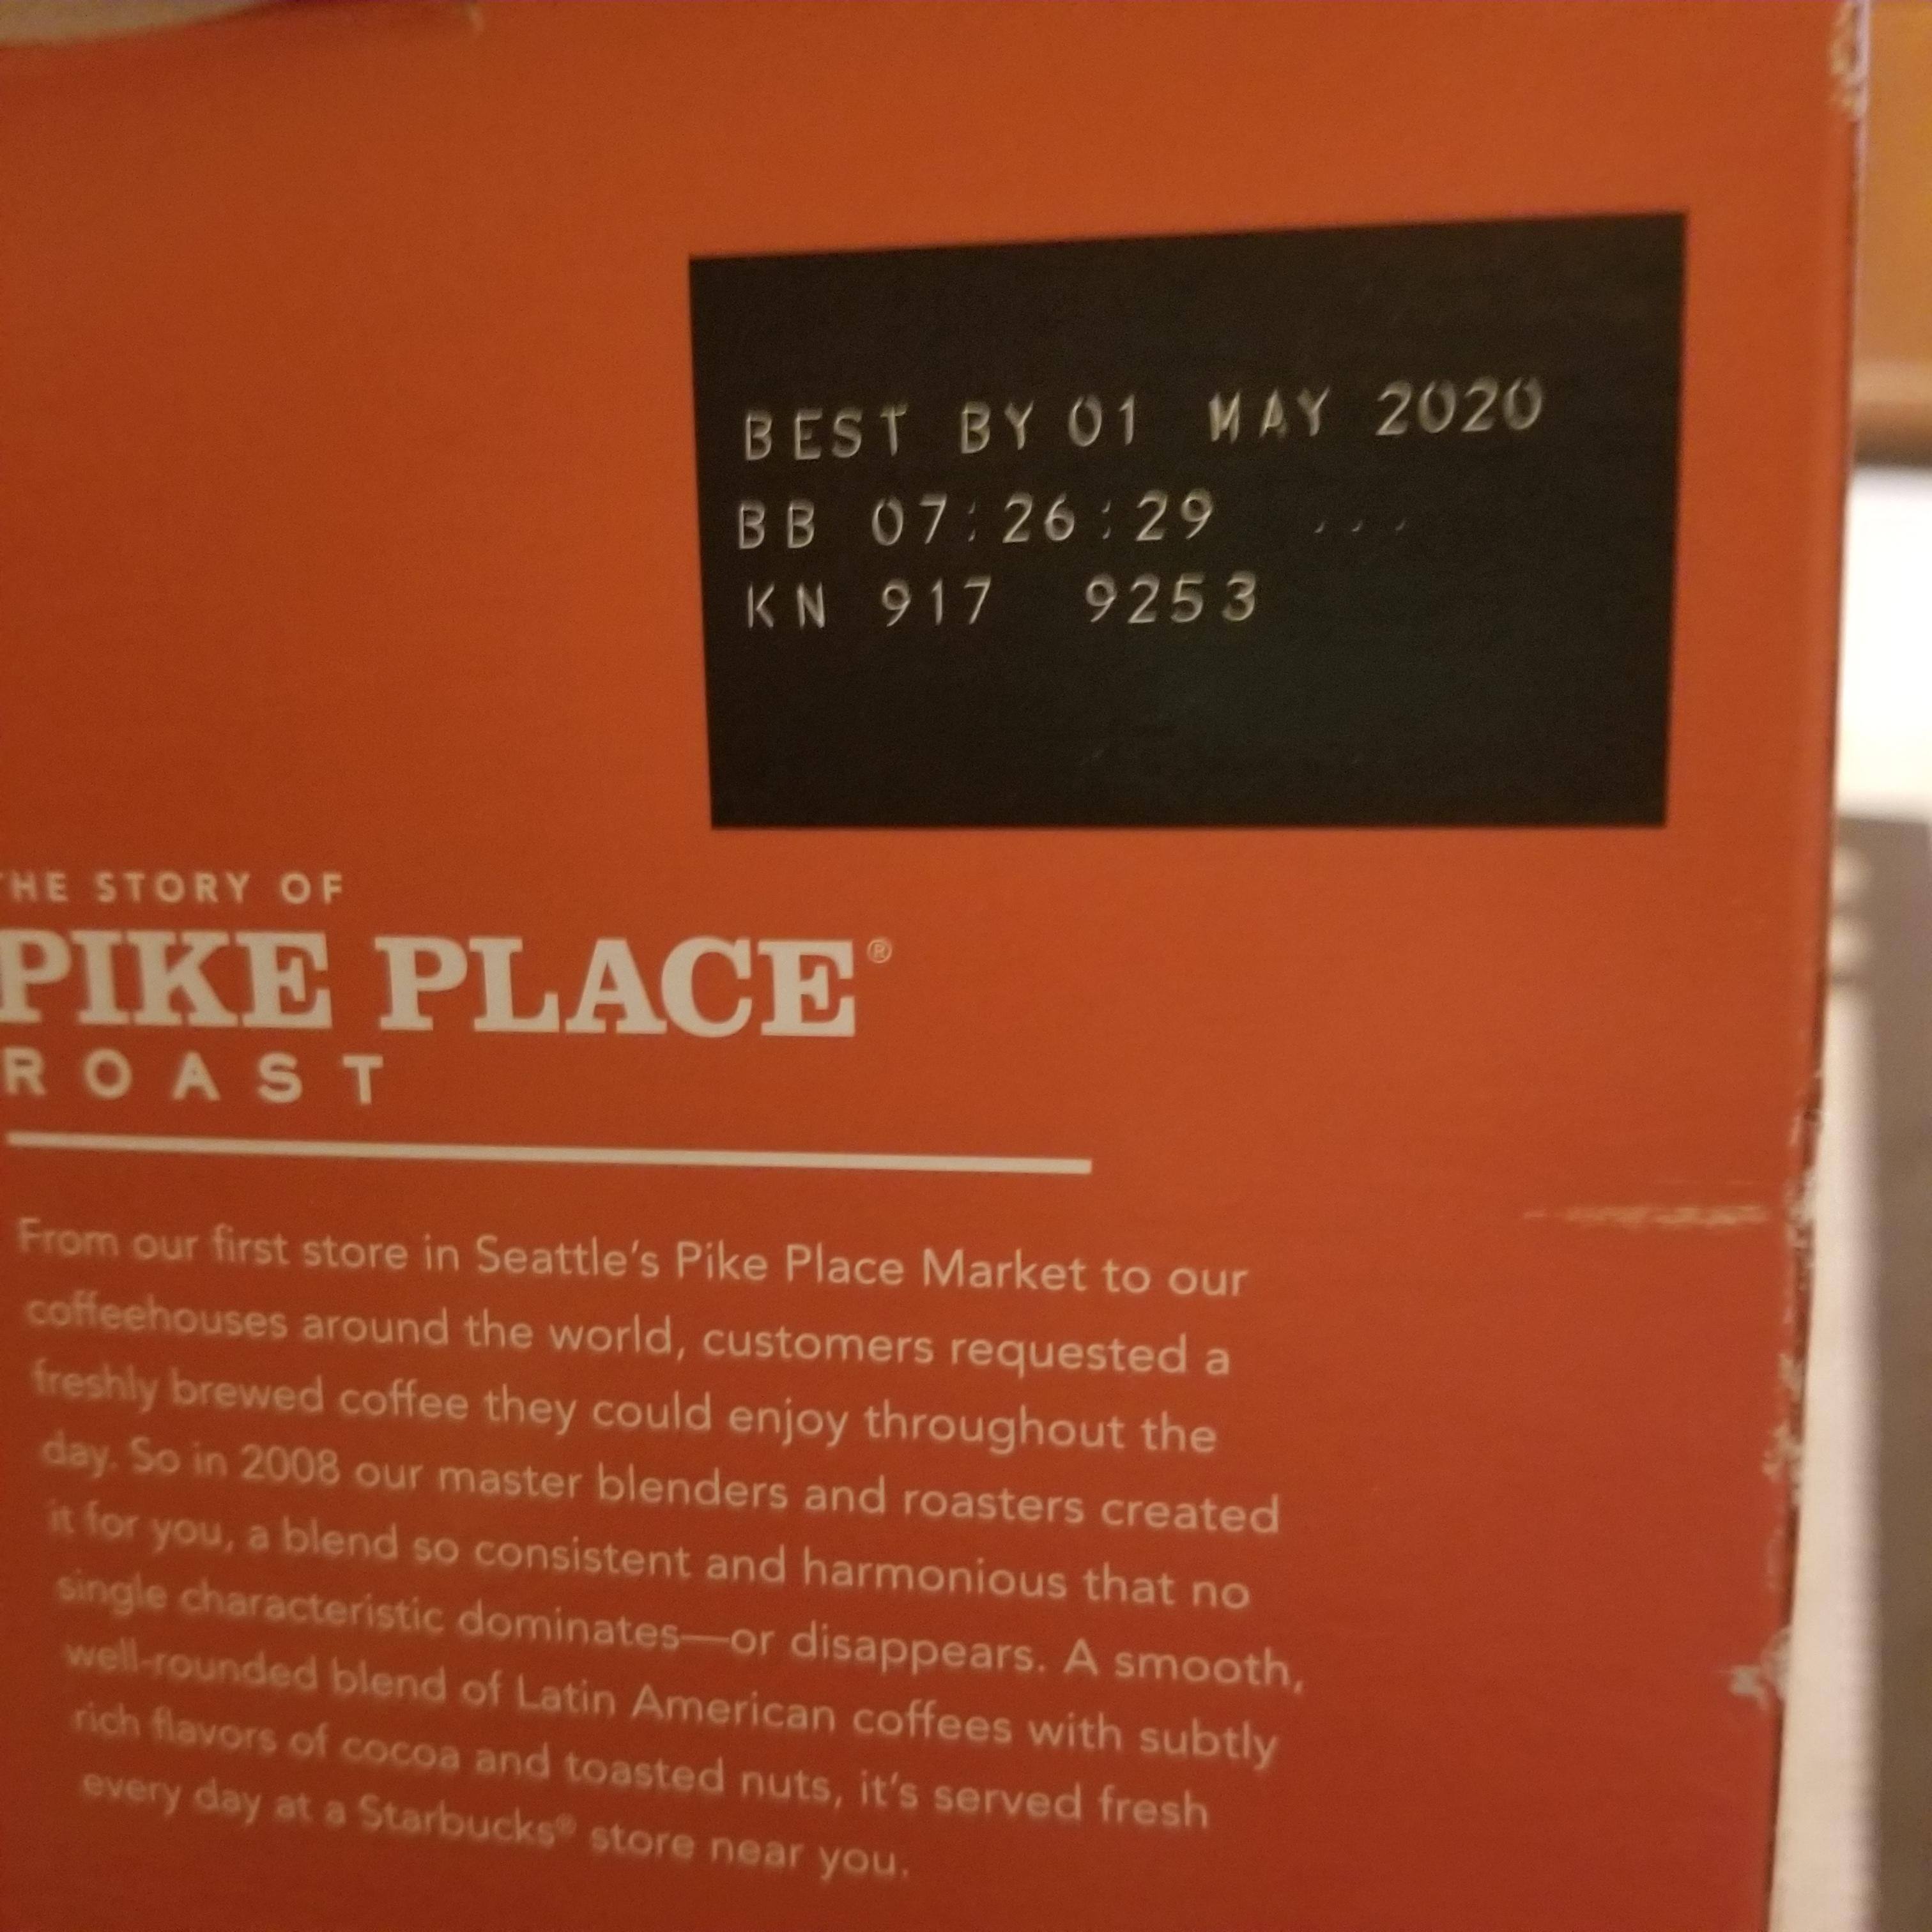 BEST BY 01 MAY 2020
BB 07:26:29
KN 917 9253
THE STORY OF
PIKE PLACE®
ROAST
From our first store in Seattle's Pike Place Market to our
coffeehouses around the world, customers requested a
freshly brewed coffee they could enjoy throughout the
day. So in 2008 our master blenders and roasters created
it for you, a blend so consistent and harmonious that no
single characteristic dominates—or disappears. A smooth,
well-rounded blend of Latin American coffees with subtly
rich flavors of cocoa and toasted nuts, it's served fresh
every day at a Starbucks® store near you.